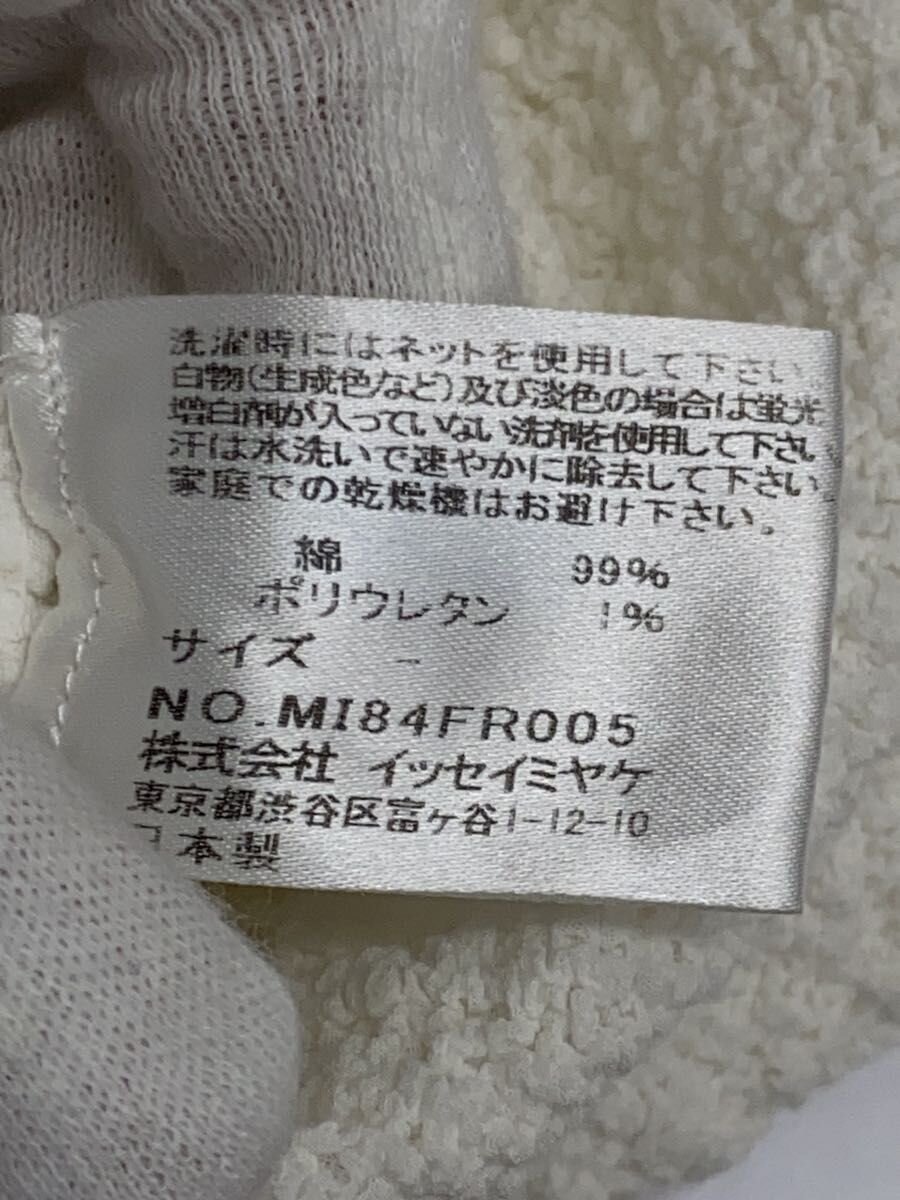 洗濯時にはネットを使用して下さい
白物(生成色など)及び淡色の場合は蛍光
増白剤が入っていない洗剤を使用して下さい
汗は水洗いで速やかに除去して下さい。
家庭での乾燥機はお避け下さい。
綿 99%
ポリウレタン 1%
サイズ -
NO.MI84FR005
株式会社 イッセイミヤケ
東京都渋谷区富ヶ谷1-12-10
日本製